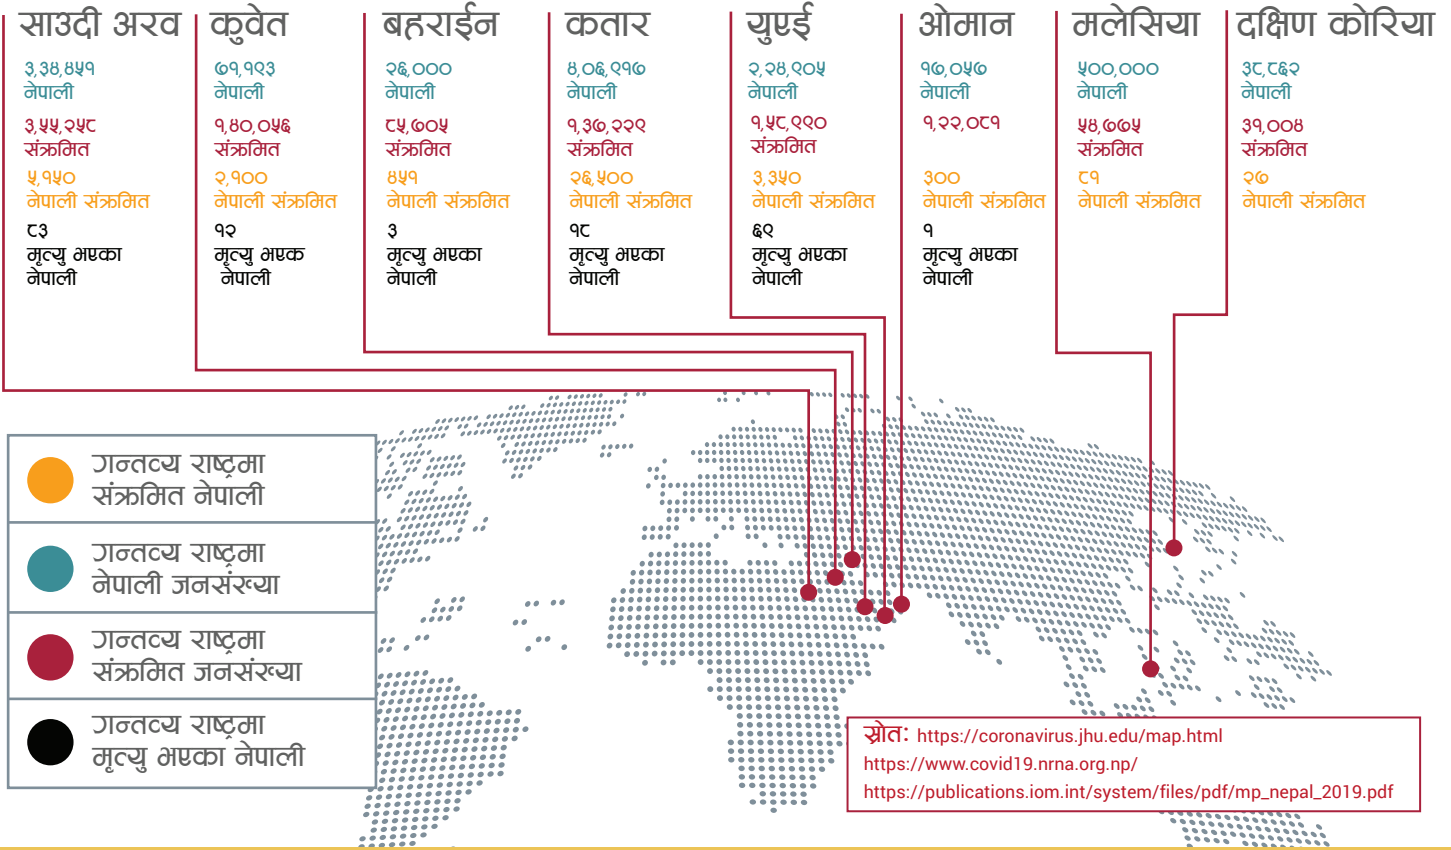 साउदी अरव
३,३४,४५१
नेपाली
३,५५,२५८
संक्रमित
५,१५०
नेपाली संक्रमित
८३
मृत्यु भएका
नेपाली
कुवेत
७१,१९३
नेपाली
१,४०,०५६
संक्रमित
२,१००
नेपाली संक्रमित
१२
मृत्यु भएक
नेपाली
बहराईन
२६,०००
नेपाली
८५,७०५
संक्रमित
४५१
नेपाली संक्रमित
३
मृत्यु भएका
नेपाली
कतार
४,०६,९१७
नेपाली
१,३७,२२९
संक्रमित
२६,५००
नेपाली संक्रमित
१८
मृत्यु भएका
नेपाली
युएई
२,२४,९०५
नेपाली
१,५८,९९०
संक्रमित
३,३५०
नेपाली संक्रमित
६९
मृत्यु भएका
नेपाली
ओमान
१७,०५७
नेपाली
१,२२,०८१
३००
नेपाली संक्रमित
१
मृत्यु भएका
नेपाली
मलेसिया
५००,०००
नेपाली
५४,७७५
संक्रमित
८१
नेपाली संक्रमित
दक्षिण कोरिया
३८,८६२
नेपाली
३१,००४
संक्रमित
२७
नेपाली संक्रमित
गन्तव्य राष्ट्रमा
संक्रमित नेपाली
गन्तव्य राष्ट्रमा
नेपाली जनसंख्या
गन्तव्य राष्ट्रमा
संक्रमित जनसंख्या
गन्तव्य राष्ट्रमा
मृत्यु भएका नेपाली
स्रोत: https://coronavirus.jhu.edu/map.html
https://www.covid19.nrna.org.np/
https://publications.iom.int/system/files/pdf/mp_nepal_2019.pdf